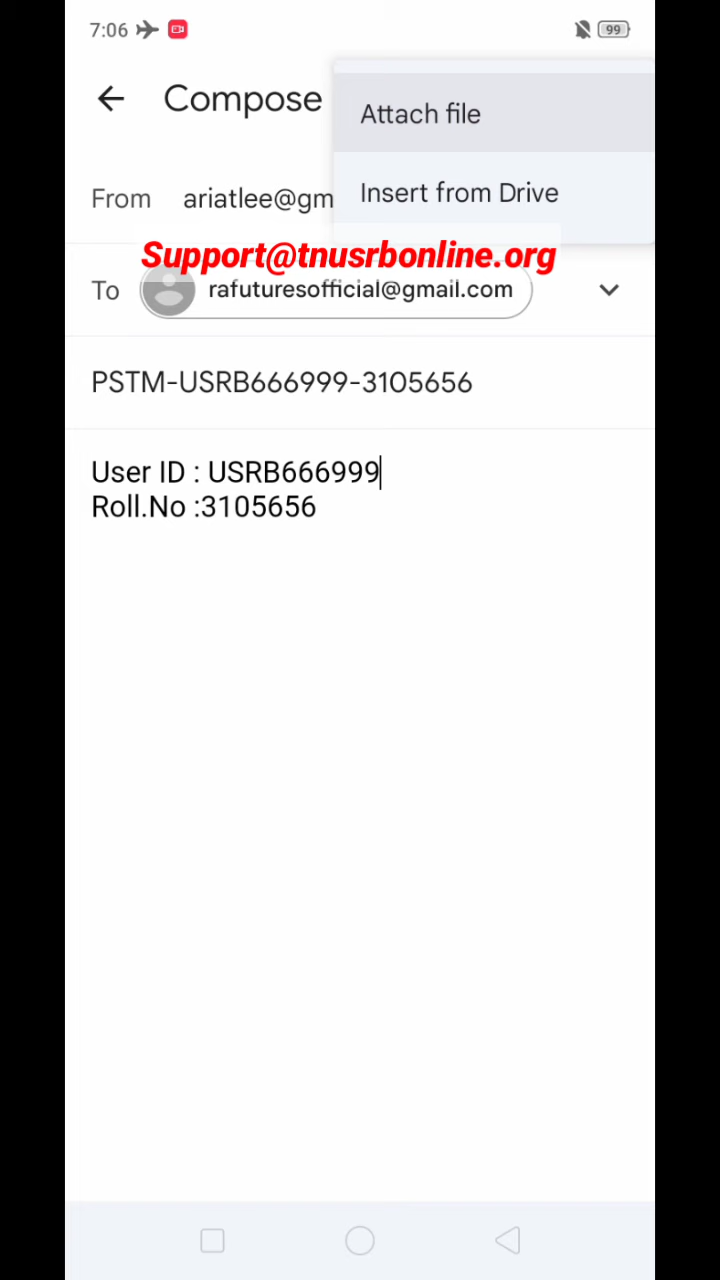 7:06
99
Compose
Attach file
Insert from Drive
From ariatlee@gm
Support@tnusrbonline.org
To rafuturesofficial@gmail.com
PSTM-USRB666999-3105656
User ID : USRB666999
Roll.No :3105656